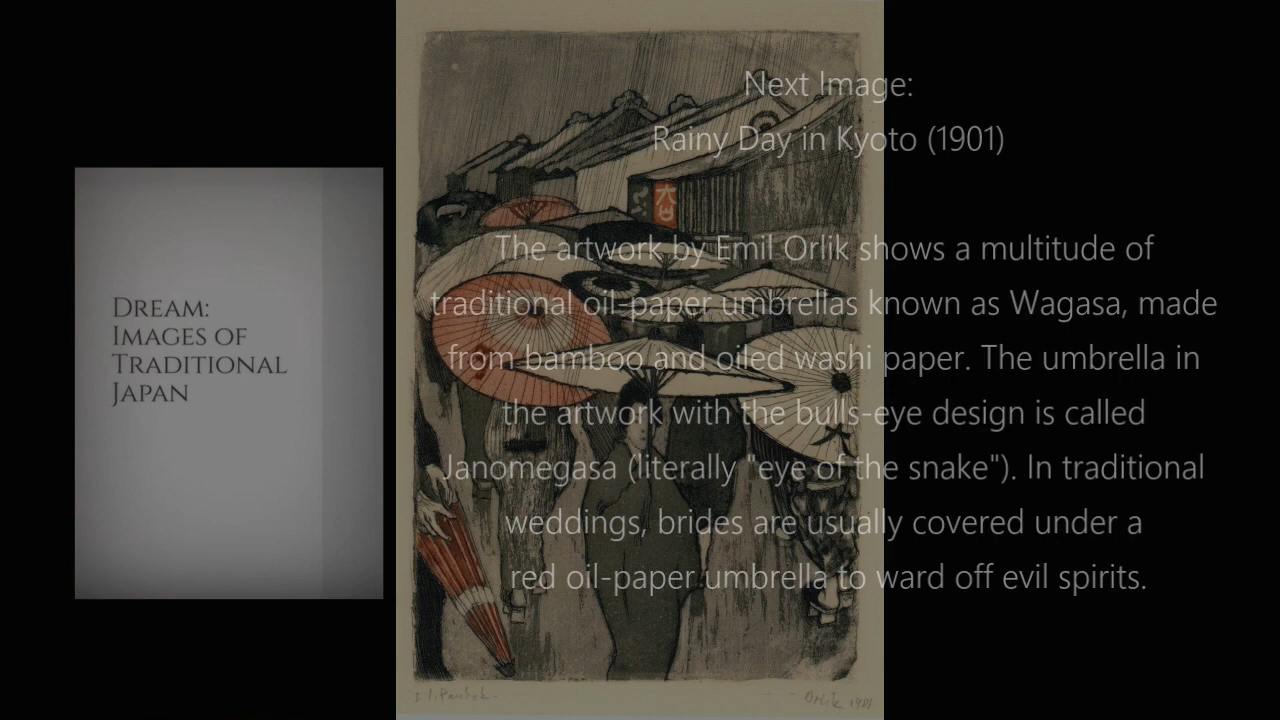 DREAM:
IMAGES OF
TRADITIONAL
JAPAN
Next Image:
Rainy Day in Kyoto (1901)
The artwork by Emil Orlik shows a multitude of
traditional oil-paper umbrellas known as Wagasa, made
from bamboo and oiled washi paper. The umbrella in
the artwork with the bulls-eye design is called
Janomegasa (literally "eye of the snake"). In traditional
weddings, brides are usually covered under a
red oil-paper umbrella to ward off evil spirits.
Orlik 1901